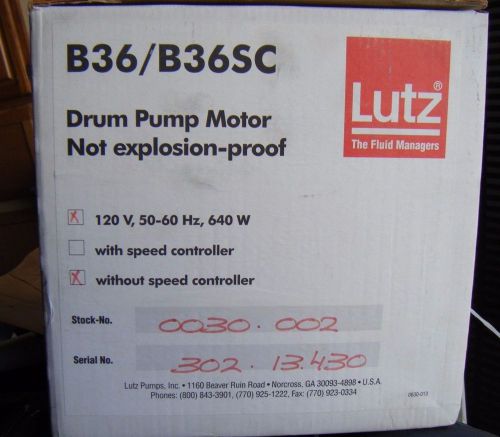 B36/B36SC
Lutz®
The Fluid Managers
Drum Pump Motor
Not explosion-proof
120 V, 50-60 Hz, 640 W
with speed controller
without speed controller
Stock-No. 0030.002
Serial No. 302.13.430
Lutz Pumps, Inc. • 1160 Beaver Ruin Road • Norcross, GA 30093-4898 • U.S.A.
Phones: (800) 843-3901, (770) 925-1222, Fax: (770) 923-0334
0630-013